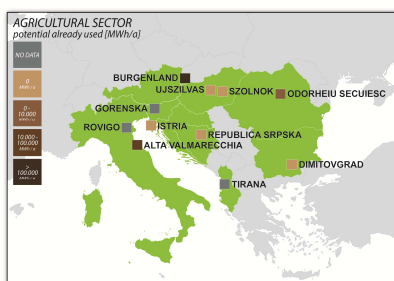 AGRICULTURAL SECTOR
potential already used [MWh/a]
NO DATA
0
MWh / a
0 -
10.000
MWh / a
10.000 -
100.000
MWh / a
>
100.000
MWh / a
BURGENLAND
UJSZILVAS
SZOLNOK
ODORHEIU SECUIESC
GORENSKA
ROVIGO
ISTRIA
REPUBLICA SRPSKA
ALTA VALMARECCHIA
DIMITOVGRAD
TIRANA